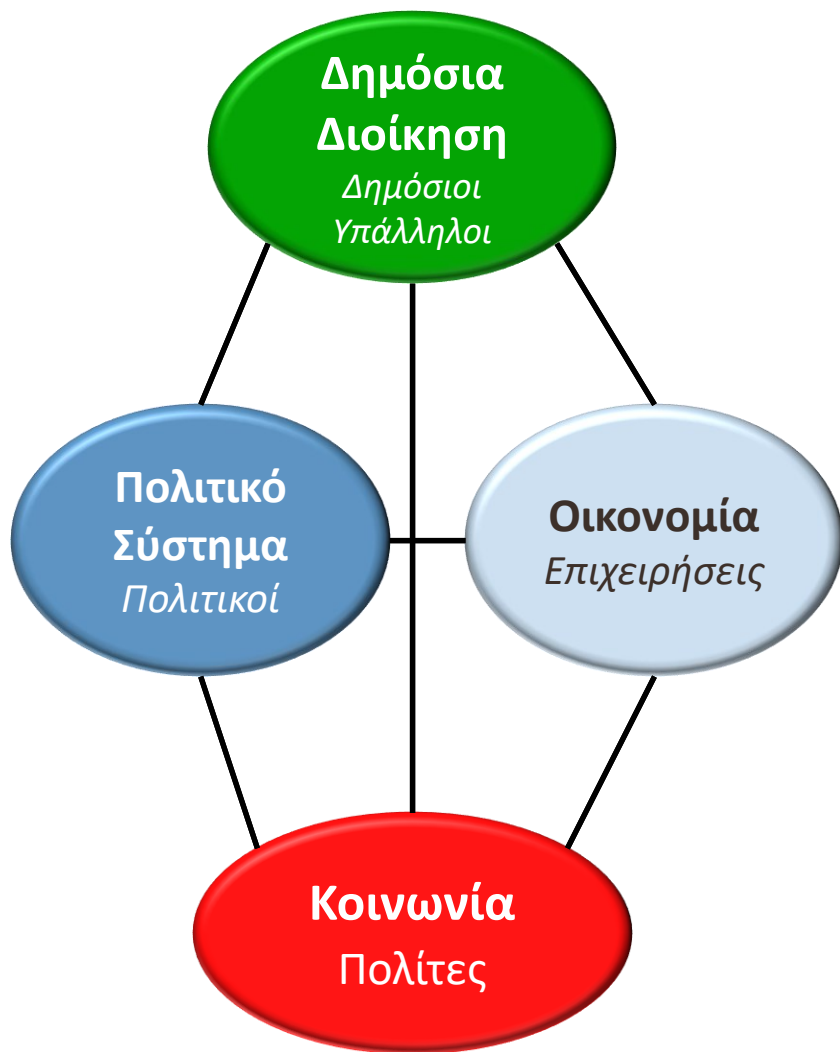 Δημόσια
Διοίκηση
Δημόσιοι
Υπάλληλοι
Πολιτικό
Σύστημα
Πολιτικοί
Οικονομία
Επιχειρήσεις
Κοινωνία
Πολίτες